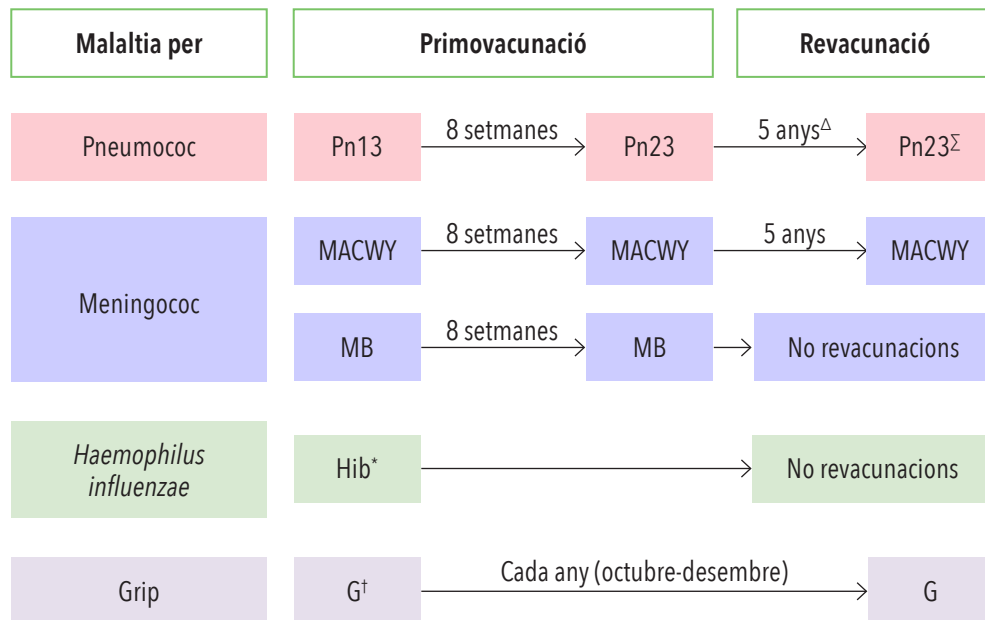 Malaltia per
Primovacunació
Revacunació
Pneumococ
Pn13
8 setmanes
Pn23
5 anys^Δ
Pn23^Σ
Meningococ
MACWY
8 setmanes
MACWY
5 anys
MACWY
MB
8 setmanes
MB
No revacunacions
Haemophilus
influenzae
Hib*
No revacunacions
Grip
G†
Cada any (octubre-desembre)
G